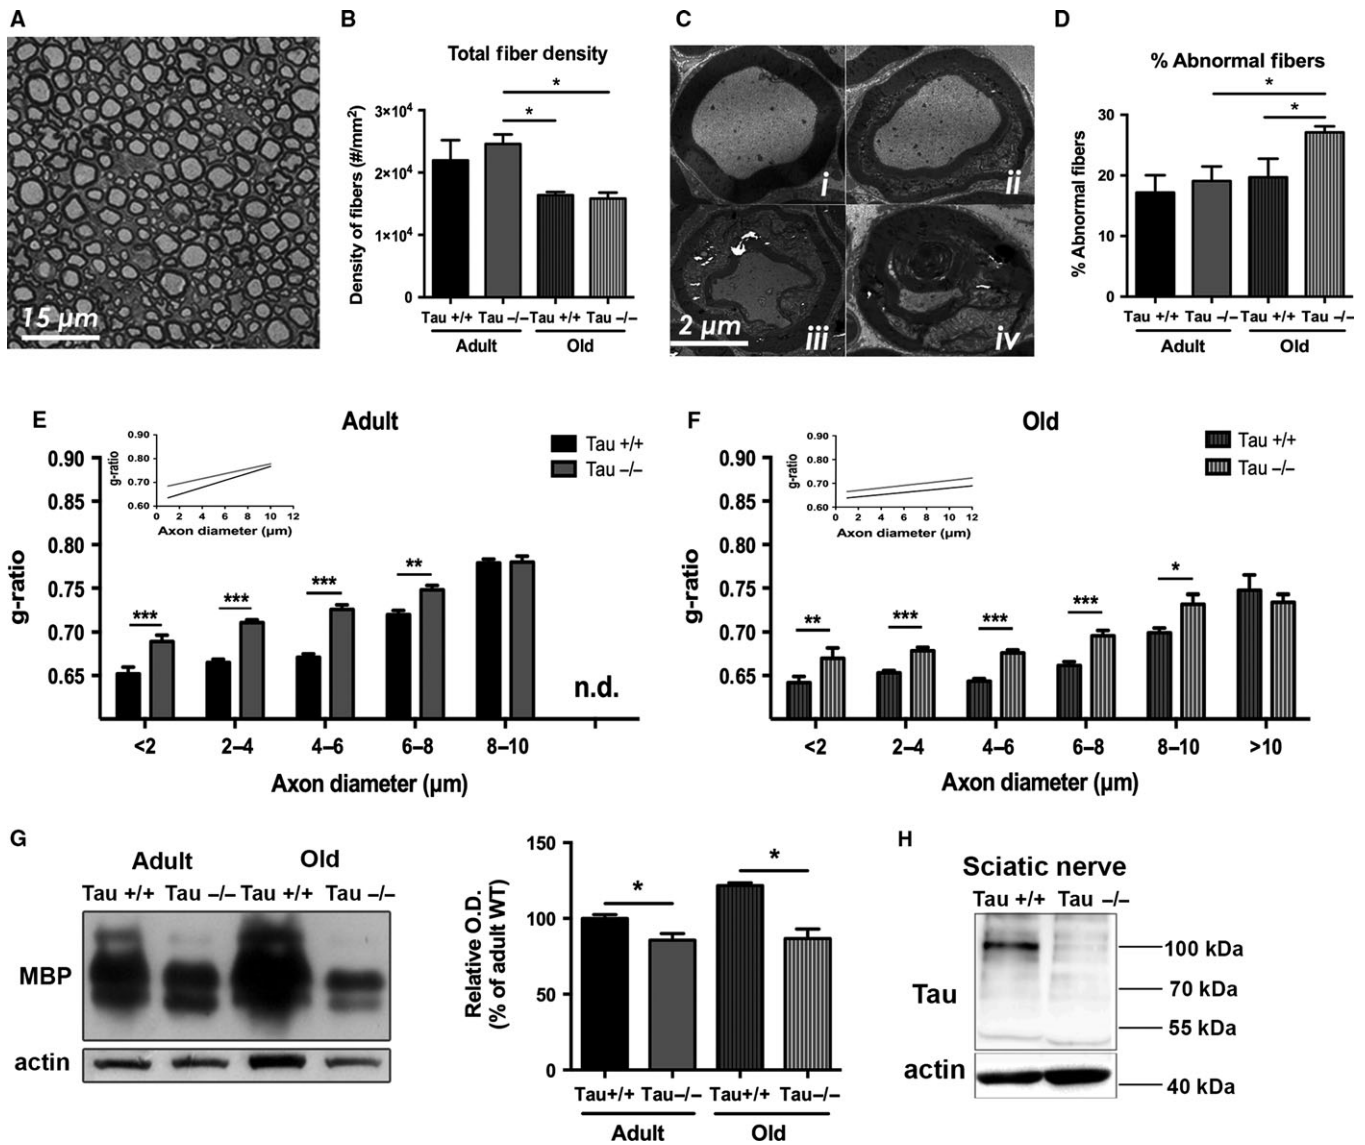 A
15 µm
B
Total fiber density
Density of fibers (#/mm²)
3×10⁴
2×10⁴
1×10⁴
0
*
*
Tau +/+ Tau –/– Tau +/+ Tau –/–
Adult Old
C
i
ii
iii
iv
2 µm
D
% Abnormal fibers
% Abnormal fibers
30
20
10
0
*
*
Tau +/+ Tau –/– Tau +/+ Tau –/–
Adult Old
E
Adult
Tau +/+
Tau –/–
g-ratio
0.90
0.85
0.80
0.75
0.70
0.65
g-ratio
0.90
0.80
0.70
0.60
0 2 4 6 8 10 12
Axon diameter (µm)
*** *** *** **
n.d.
<2 2–4 4–6 6–8 8–10
Axon diameter (µm)
F
Old
Tau +/+
Tau –/–
g-ratio
0.90
0.85
0.80
0.75
0.70
0.65
g-ratio
0.90
0.80
0.70
0.60
0 2 4 6 8 10 12
Axon diameter (µm)
** *** *** *** *
<2 2–4 4–6 6–8 8–10 >10
Axon diameter (µm)
G
Adult Old
Tau +/+ Tau –/– Tau +/+ Tau –/–
MBP
actin
Relative O.D.
(% of adult WT)
150
100
50
0
*
*
Tau+/+ Tau–/– Tau+/+ Tau–/–
Adult Old
H
Sciatic nerve
Tau +/+ Tau –/–
Tau
100 kDa
70 kDa
55 kDa
actin
40 kDa